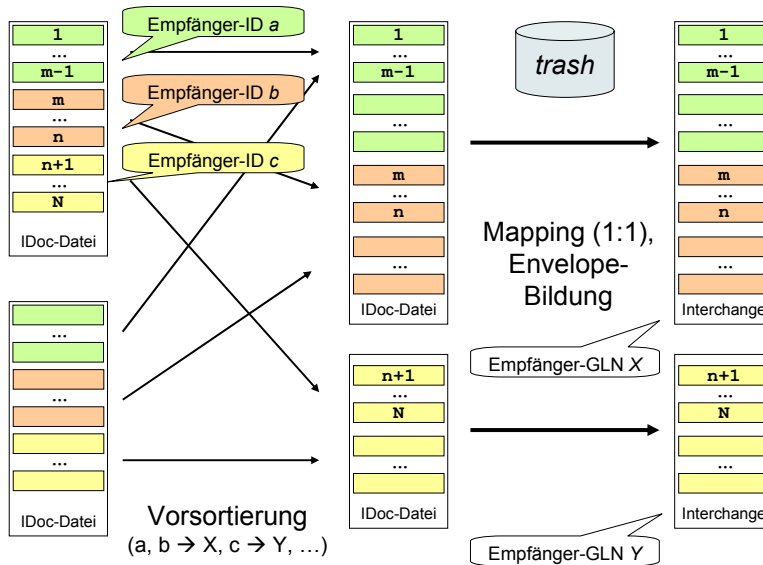 1
...
m-1
m
...
n
n+1
...
N
IDoc-Datei
Empfänger-ID a
Empfänger-ID b
Empfänger-ID c
...
...
...
IDoc-Datei
Vorsortierung
(a, b → X, c → Y, …)
1
...
m-1
...
m
...
n
...
IDoc-Datei
n+1
...
N
...
IDoc-Datei
trash
Mapping (1:1),
Envelope-
Bildung
Empfänger-GLN X
Empfänger-GLN Y
1
...
m-1
...
m
...
n
...
Interchange
n+1
...
N
...
Interchange